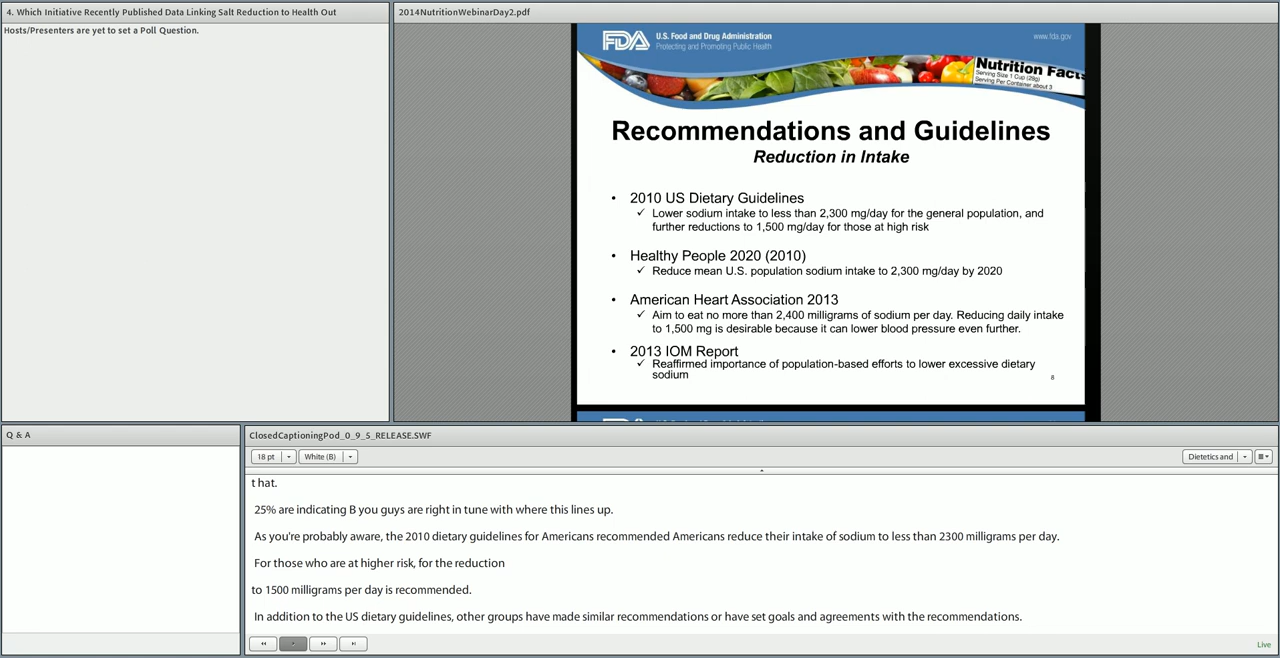 4. Which Initiative Recently Published Data Linking Salt Reduction to Health Out
Hosts/Presenters are yet to set a Poll Question.
2014NutritionWebinarDay2.pdf
FDA U.S. Food and Drug Administration
Protecting and Promoting Public Health
www.fda.gov
Nutrition Facts
Serving Size 1 Cup (28g)
Serving Per Container about 3
Recommendations and Guidelines
Reduction in Intake
• 2010 US Dietary Guidelines
✓ Lower sodium intake to less than 2,300 mg/day for the general population, and
further reductions to 1,500 mg/day for those at high risk
• Healthy People 2020 (2010)
✓ Reduce mean U.S. population sodium intake to 2,300 mg/day by 2020
• American Heart Association 2013
✓ Aim to eat no more than 2,400 milligrams of sodium per day. Reducing daily intake
to 1,500 mg is desirable because it can lower blood pressure even further.
• 2013 IOM Report
✓ Reaffirmed importance of population-based efforts to lower excessive dietary
sodium
8
Q & A
ClosedCaptioningPod_0_9_5_RELEASE.SWF
18 pt White (B) Dietetics and
t hat.
25% are indicating B you guys are right in tune with where this lines up.
As you're probably aware, the 2010 dietary guidelines for Americans recommended Americans reduce their intake of sodium to less than 2300 milligrams per day.
For those who are at higher risk, for the reduction
to 1500 milligrams per day is recommended.
In addition to the US dietary guidelines, other groups have made similar recommendations or have set goals and agreements with the recommendations.
Live